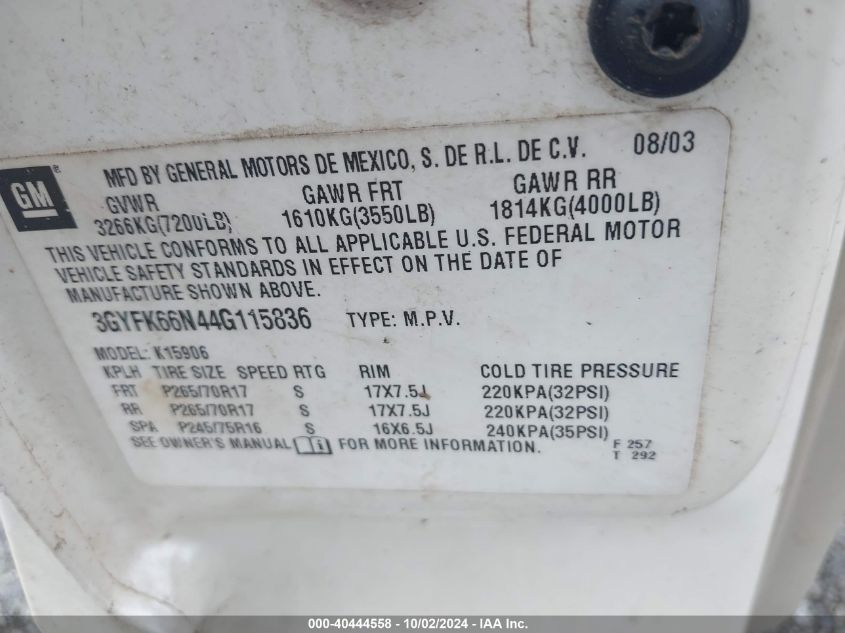 GM
MFD BY GENERAL MOTORS DE MEXICO, S. DE R.L. DE C.V. 08/03
GVWR GAWR FRT GAWR RR
3266KG(7200LB) 1610KG(3550LB) 1814KG(4000LB)
THIS VEHICLE CONFORMS TO ALL APPLICABLE U.S. FEDERAL MOTOR
VEHICLE SAFETY STANDARDS IN EFFECT ON THE DATE OF
MANUFACTURE SHOWN ABOVE.
3GYFK66N44G115836 TYPE: M.P.V.
MODEL: K15906
KPLH TIRE SIZE SPEED RTG RIM COLD TIRE PRESSURE
FRT P265/70R17 S 17X7.5J 220KPA(32PSI)
RR P265/70R17 S 17X7.5J 220KPA(32PSI)
SPA P245/75R16 S 16X6.5J 240KPA(35PSI)
SEE OWNER'S MANUAL i FOR MORE INFORMATION. F 257
T 292
000-40444558 - 10/02/2024 - IAA Inc.